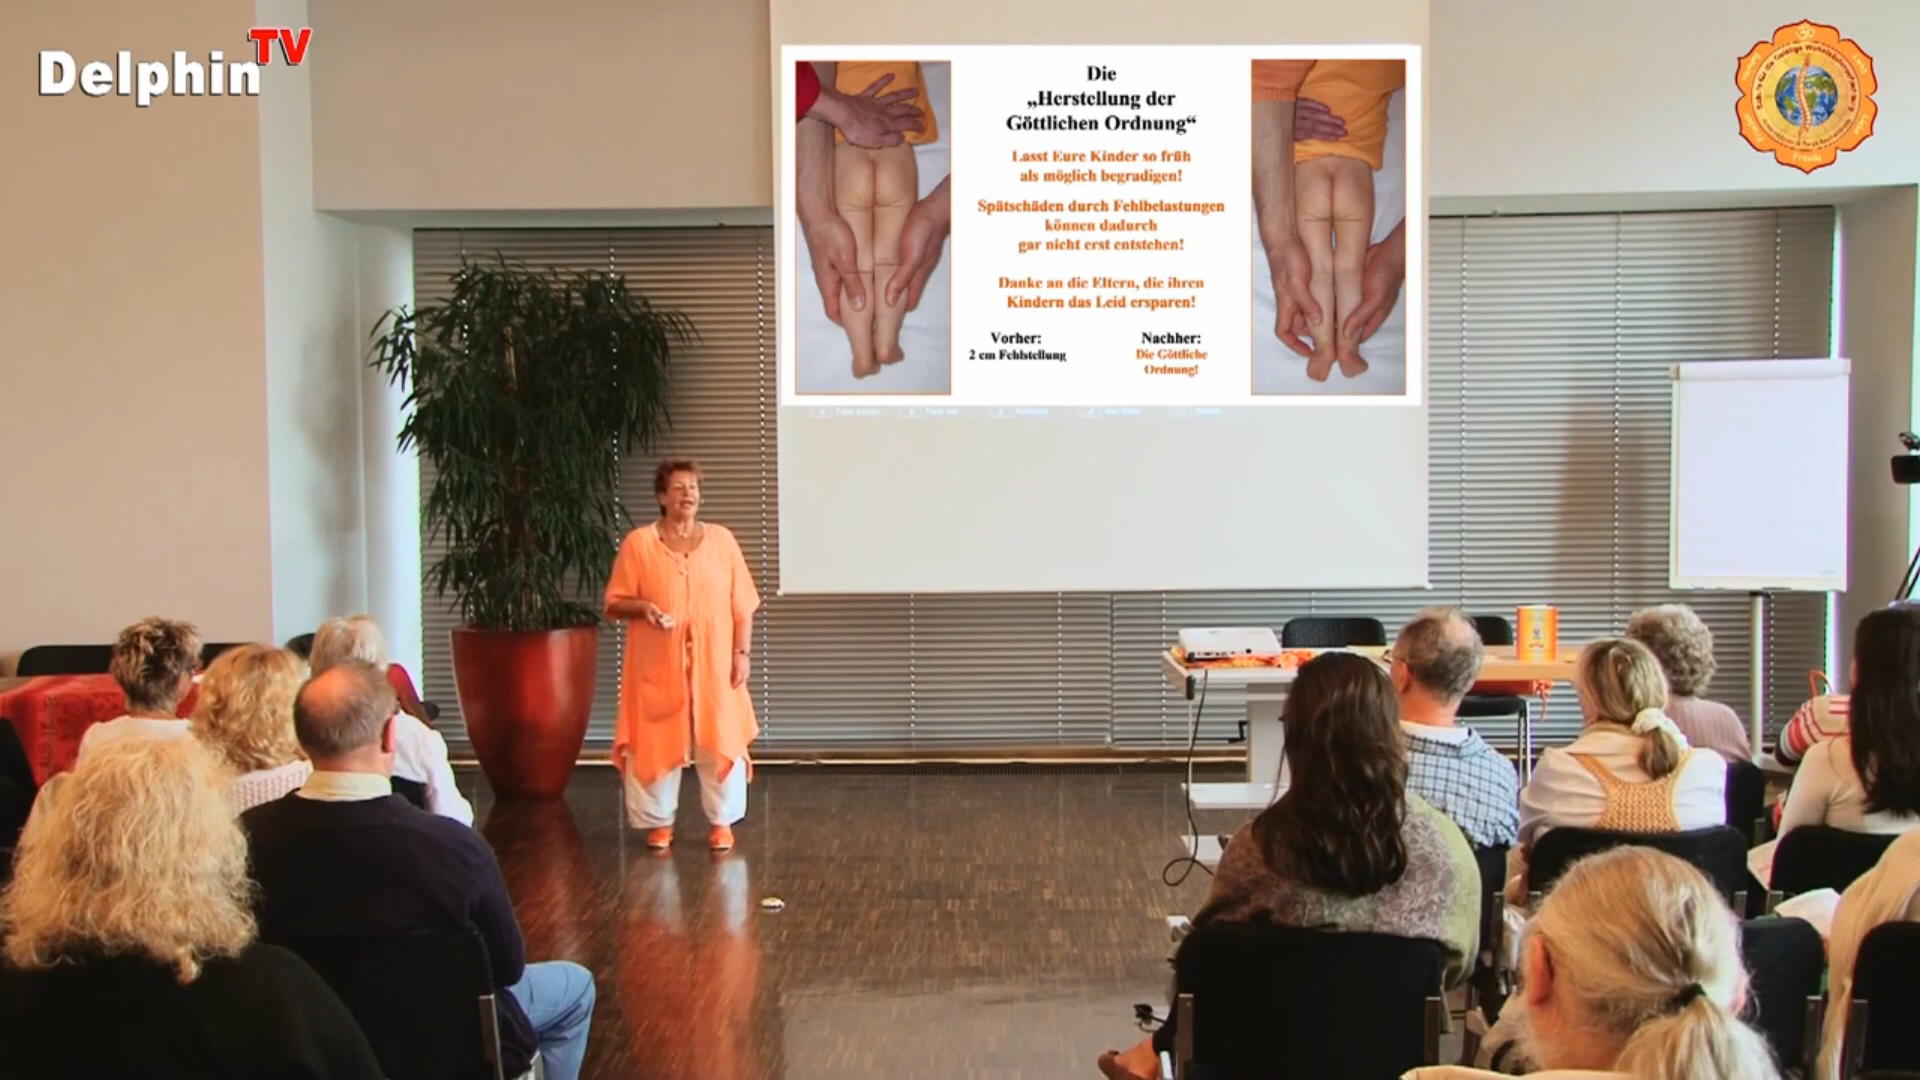 Delphin TV
Die
„Herstellung der
Göttlichen Ordnung“
Lasst Eure Kinder so früh
als möglich begradigen!
Spätschäden durch Fehlbelastungen
können dadurch
gar nicht erst entstehen!
Danke an die Eltern, die ihren
Kindern das Leid ersparen!
Vorher:
2 cm Fehlstellung
Nachher:
Die Göttliche
Ordnung!
Freude